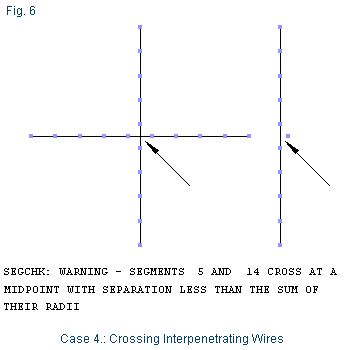 Fig. 6
SEGCHK: WARNING - SEGMENTS 5 AND 14 CROSS AT A
MIDPOINT WITH SEPARATION LESS THAN THE SUM OF
THEIR RADII
Case 4.: Crossing Interpenetrating Wires